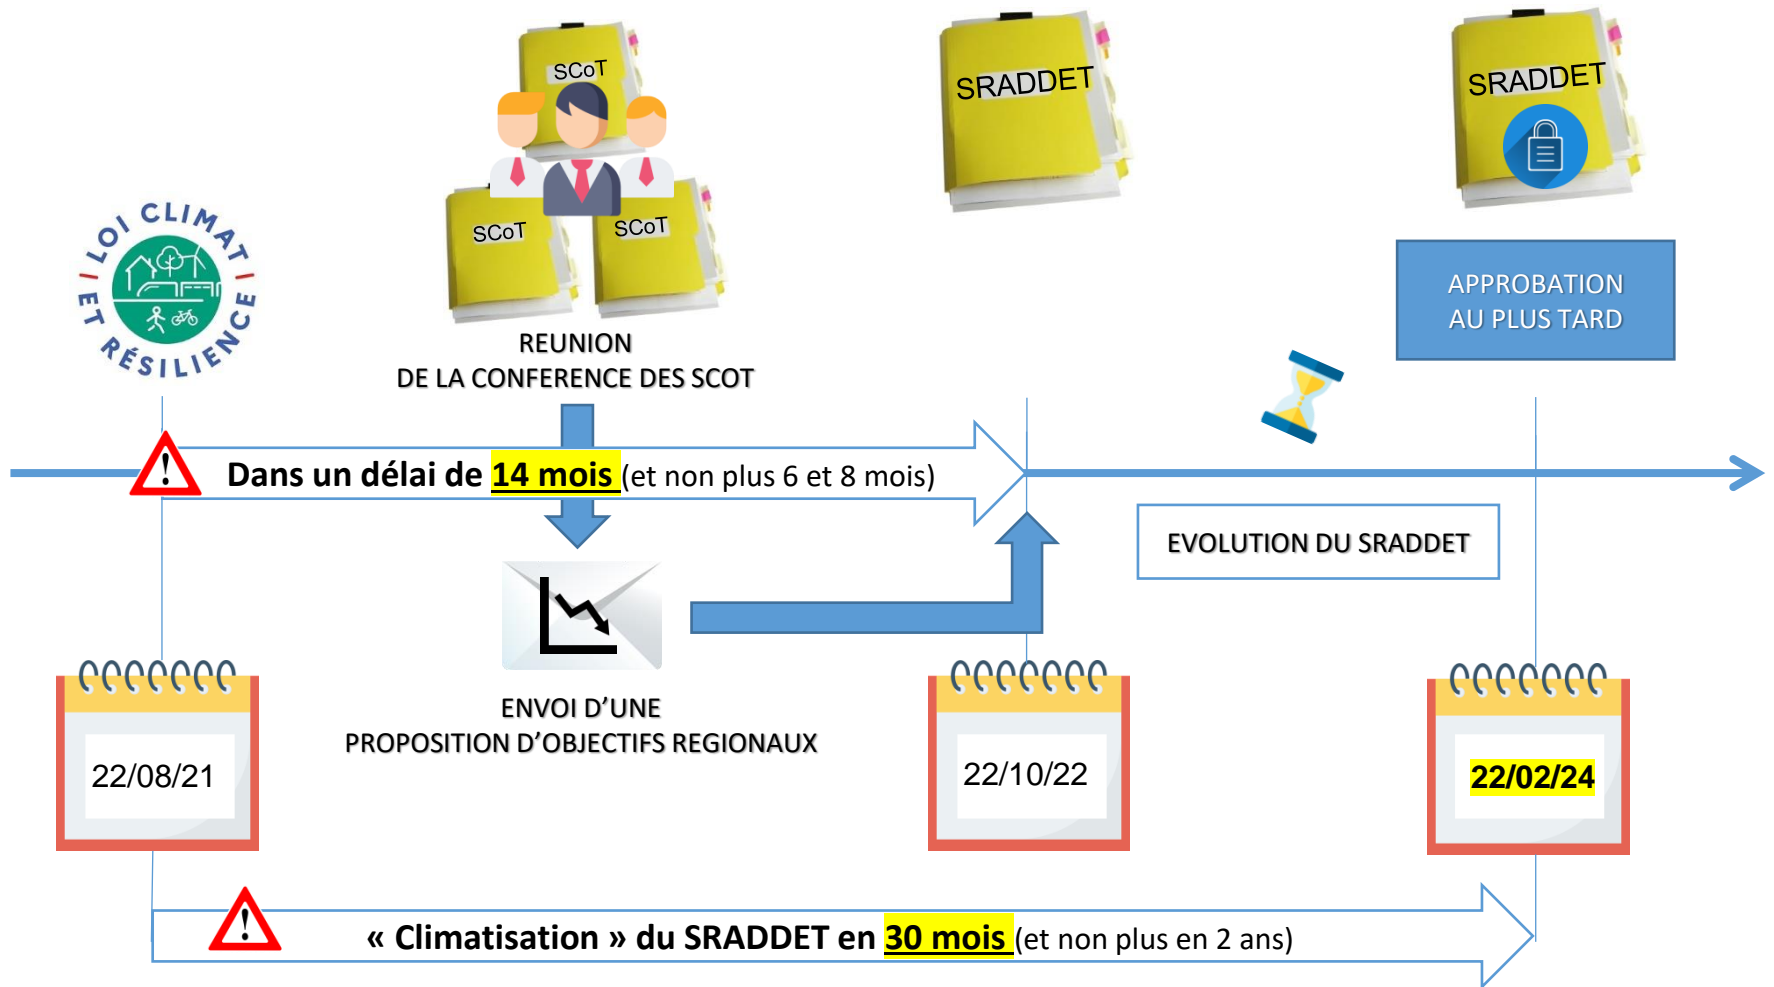 SCoT
SCoT
SCoT
SRADDET
SRADDET
LOI CLIMAT
ET RÉSILIENCE
REUNION
DE LA CONFERENCE DES SCOT
APPROBATION
AU PLUS TARD
! Dans un délai de 14 mois (et non plus 6 et 8 mois)
EVOLUTION DU SRADDET
ENVOI D’UNE
PROPOSITION D’OBJECTIFS REGIONAUX
22/08/21
22/10/22
22/02/24
! « Climatisation » du SRADDET en 30 mois (et non plus en 2 ans)